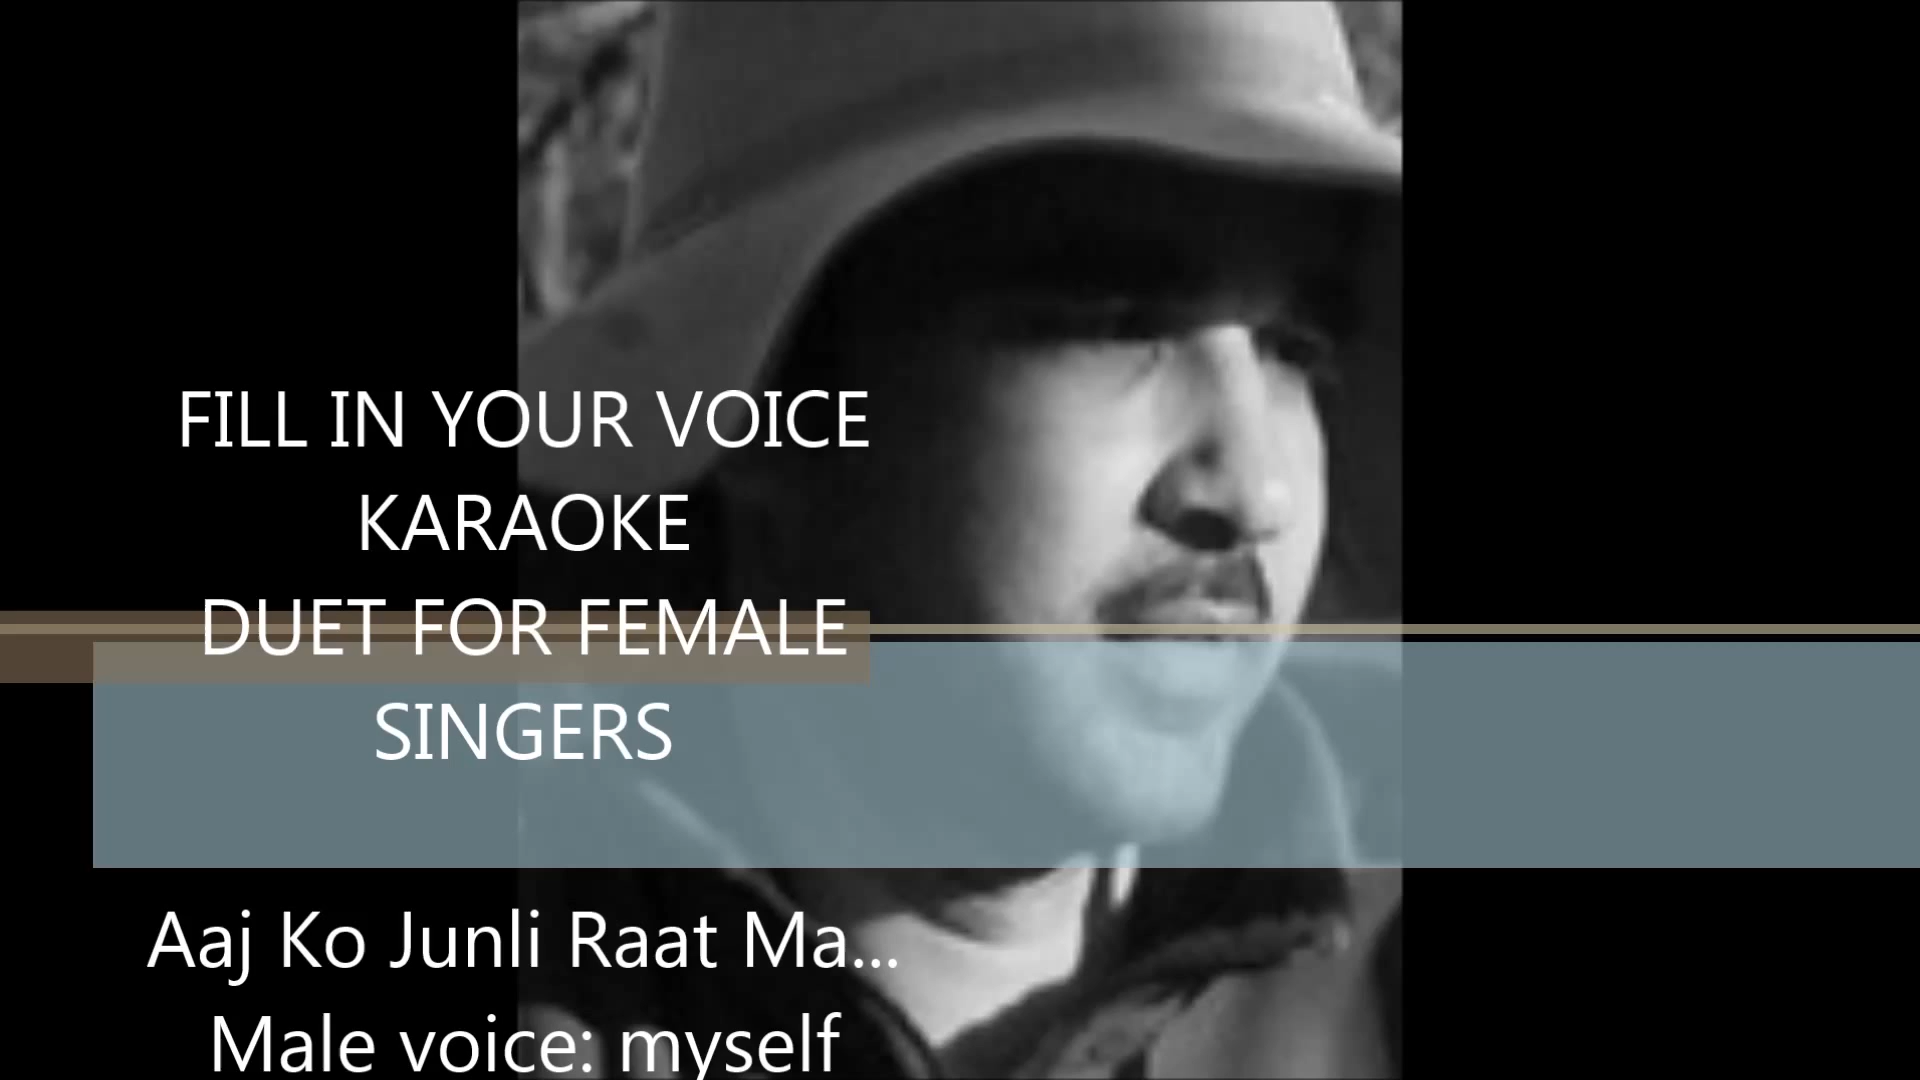 FILL IN YOUR VOICE
KARAOKE
DUET FOR FEMALE
SINGERS
Aaj Ko Junli Raat Ma...
Male voice: myself